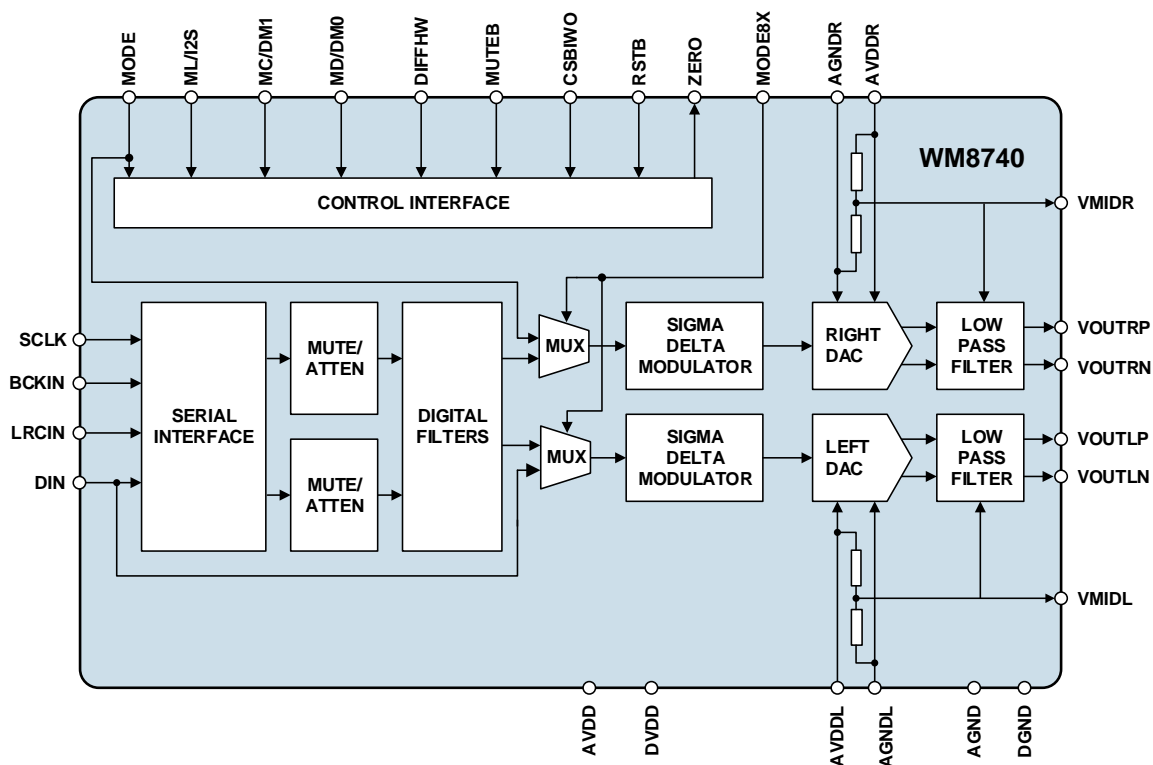 MODE
ML/I2S
MC/DM1
MD/DM0
DIFFHW
MUTEB
CSBIWO
RSTB
ZERO
MODE8X
AGNDR
AVDDR
WM8740
CONTROL INTERFACE
VMIDR
SCLK
BCKIN
LRCIN
DIN
SERIAL
INTERFACE
MUTE/
ATTEN
MUTE/
ATTEN
DIGITAL
FILTERS
MUX
MUX
SIGMA
DELTA
MODULATOR
SIGMA
DELTA
MODULATOR
RIGHT
DAC
LEFT
DAC
LOW
PASS
FILTER
LOW
PASS
FILTER
VOUTRP
VOUTRN
VOUTLP
VOUTLN
VMIDL
AVDD
DVDD
AVDDL
AGNDL
AGND
DGND